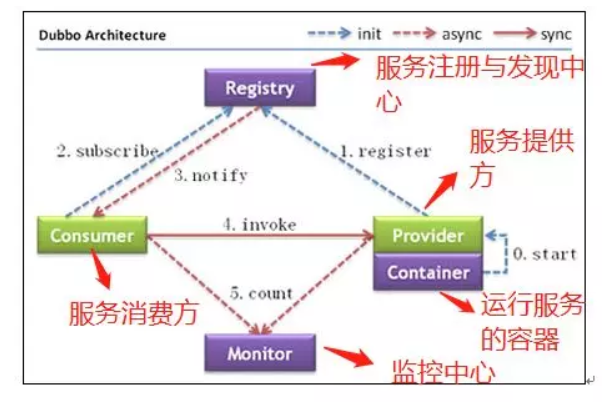 Dubbo Architecture
init
async
sync
Registry
服务注册与发现中
心
2.subscribe
1.register
3.notify
服务提供
方
Consumer
4.invoke
Provider
Container
0.start
服务消费方
5.count
运行服务
的容器
Monitor
监控中心